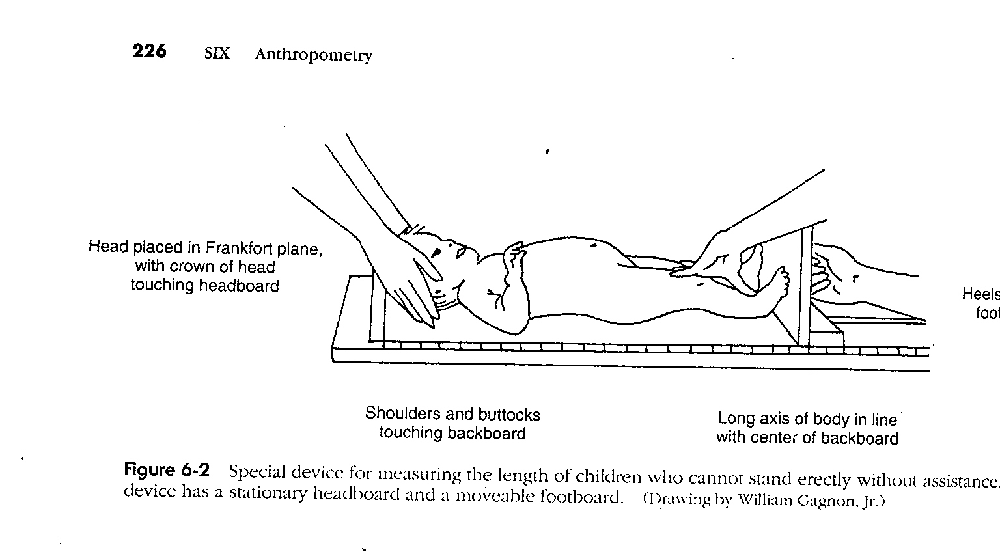 226 SIX Anthropometry
Head placed in Frankfort plane,
with crown of head
touching headboard
Heels
foot
Shoulders and buttocks
touching backboard
Long axis of body in line
with center of backboard
Figure 6-2 Special device for measuring the length of children who cannot stand erectly without assistance.
device has a stationary headboard and a moveable footboard. (Drawing by William Gagnon, Jr.)